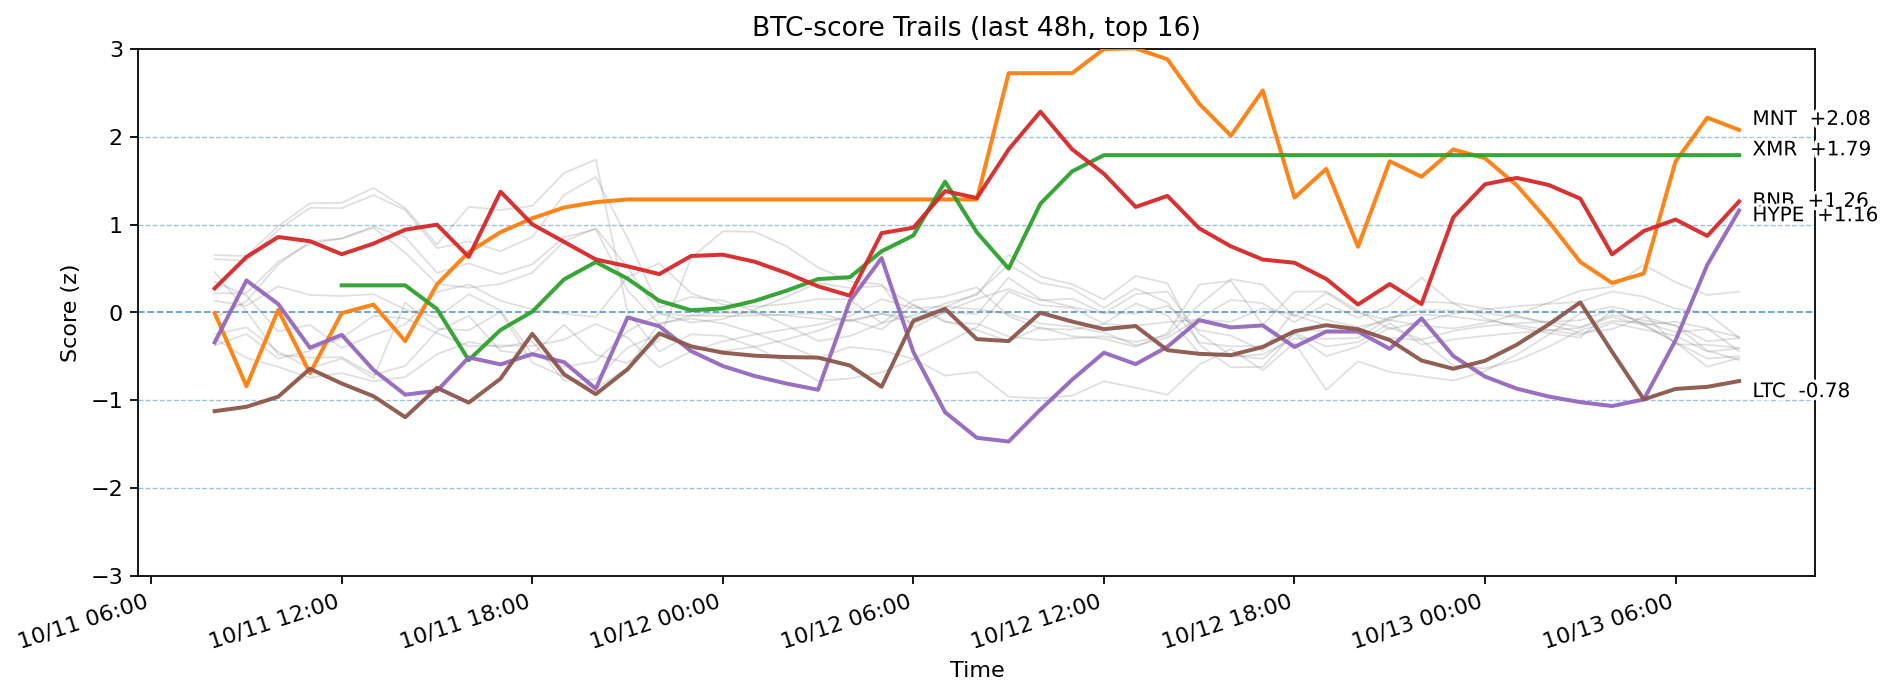 BTC-score Trails (last 48h, top 16)
Score (z)
3
2
1
0
−1
−2
−3
MNT +2.08
XMR +1.79
BNB +1.26
HYPE +1.16
LTC -0.78
10/11 06:00
10/11 12:00
10/11 18:00
10/12 00:00
10/12 06:00
10/12 12:00
10/12 18:00
10/13 00:00
10/13 06:00
Time